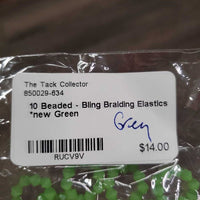 The Tack Collector
850029-634
10 Beaded - Bling Braiding Elastics
*new Green
Grey
RUCV9V
$14.00